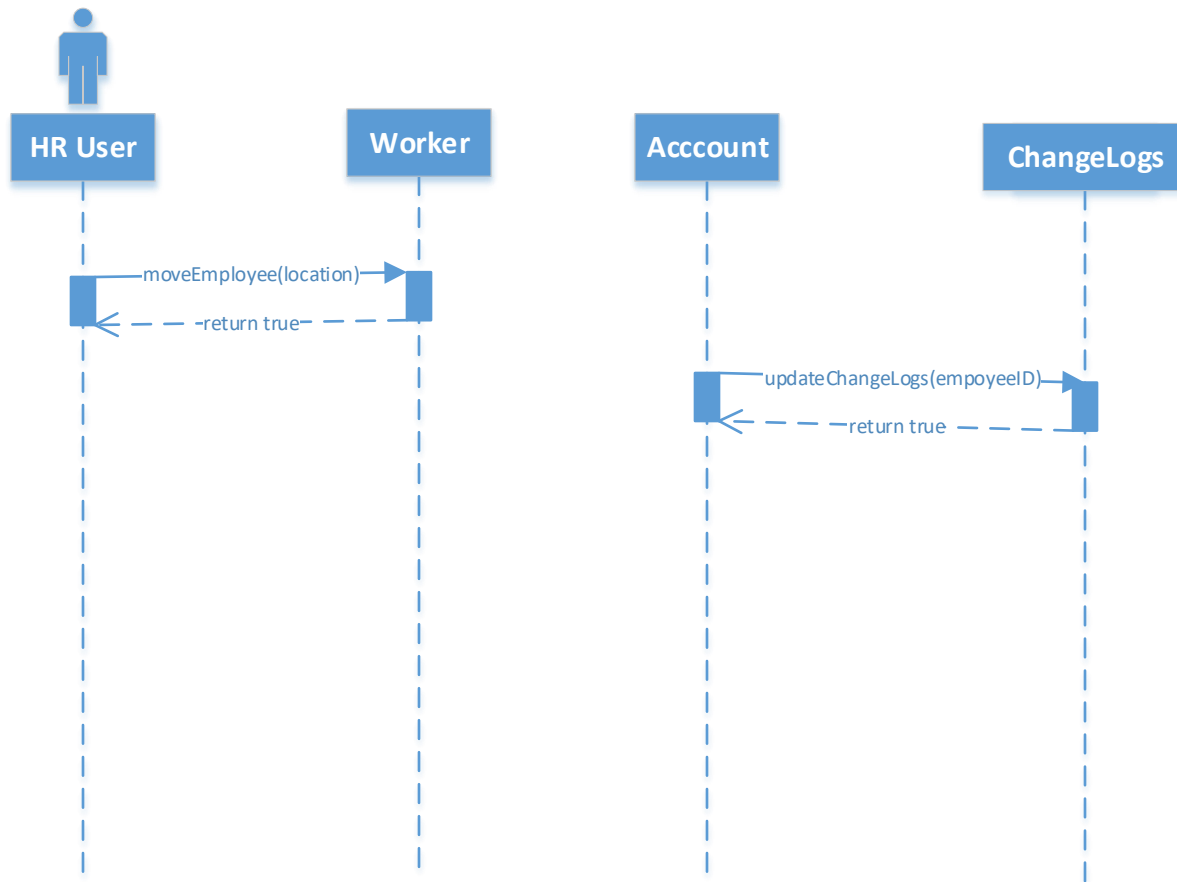 HR User
Worker
Acccount
ChangeLogs
moveEmployee(location)
return true
updateChangeLogs(empoyeeID)
return true